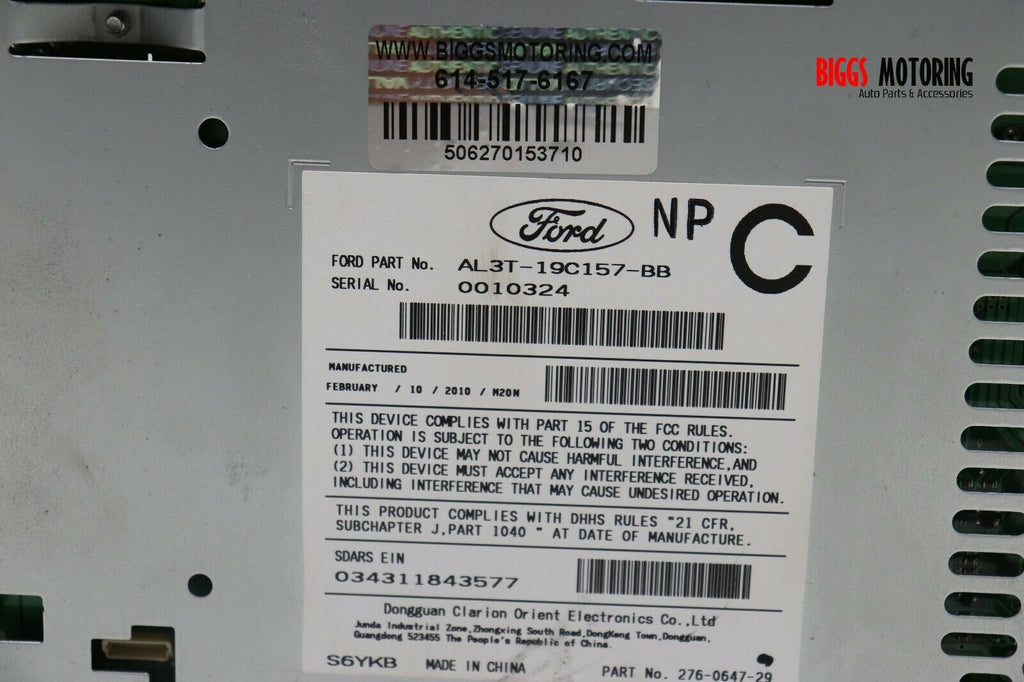 WWW.BIGGSMOTORING.COM
614-517-6167
506270153710
BIGGS MOTORING
Auto Parts & Accessories
Ford NP C
FORD PART No. AL3T-19C157-BB
SERIAL No. 0010324
MANUFACTURED
FEBRUARY / 10 / 2010 / M20N
THIS DEVICE COMPLIES WITH PART 15 OF THE FCC RULES.
OPERATION IS SUBJECT TO THE FOLLOWING TWO CONDITIONS:
(1) THIS DEVICE MAY NOT CAUSE HARMFUL INTERFERENCE,AND
(2) THIS DEVICE MUST ACCEPT ANY INTERFERENCE RECEIVED,
INCLUDING INTERFERENCE THAT MAY CAUSE UNDESIRED OPERATION.
THIS PRODUCT COMPLIES WITH DHHS RULES "21 CFR,
SUBCHAPTER J,PART 1040 " AT DATE OF MANUFACTURE.
SDARS EIN
034311843577
Dongguan Clarion Orient Electronics Co.,Ltd
Junda Industrial Zone,Zhongxing South Road,DongKeng Town,Dongguan,
Guangdong 523455 The People's Republic of China.
S6YKB MADE IN CHINA PART No. 276-0647-29